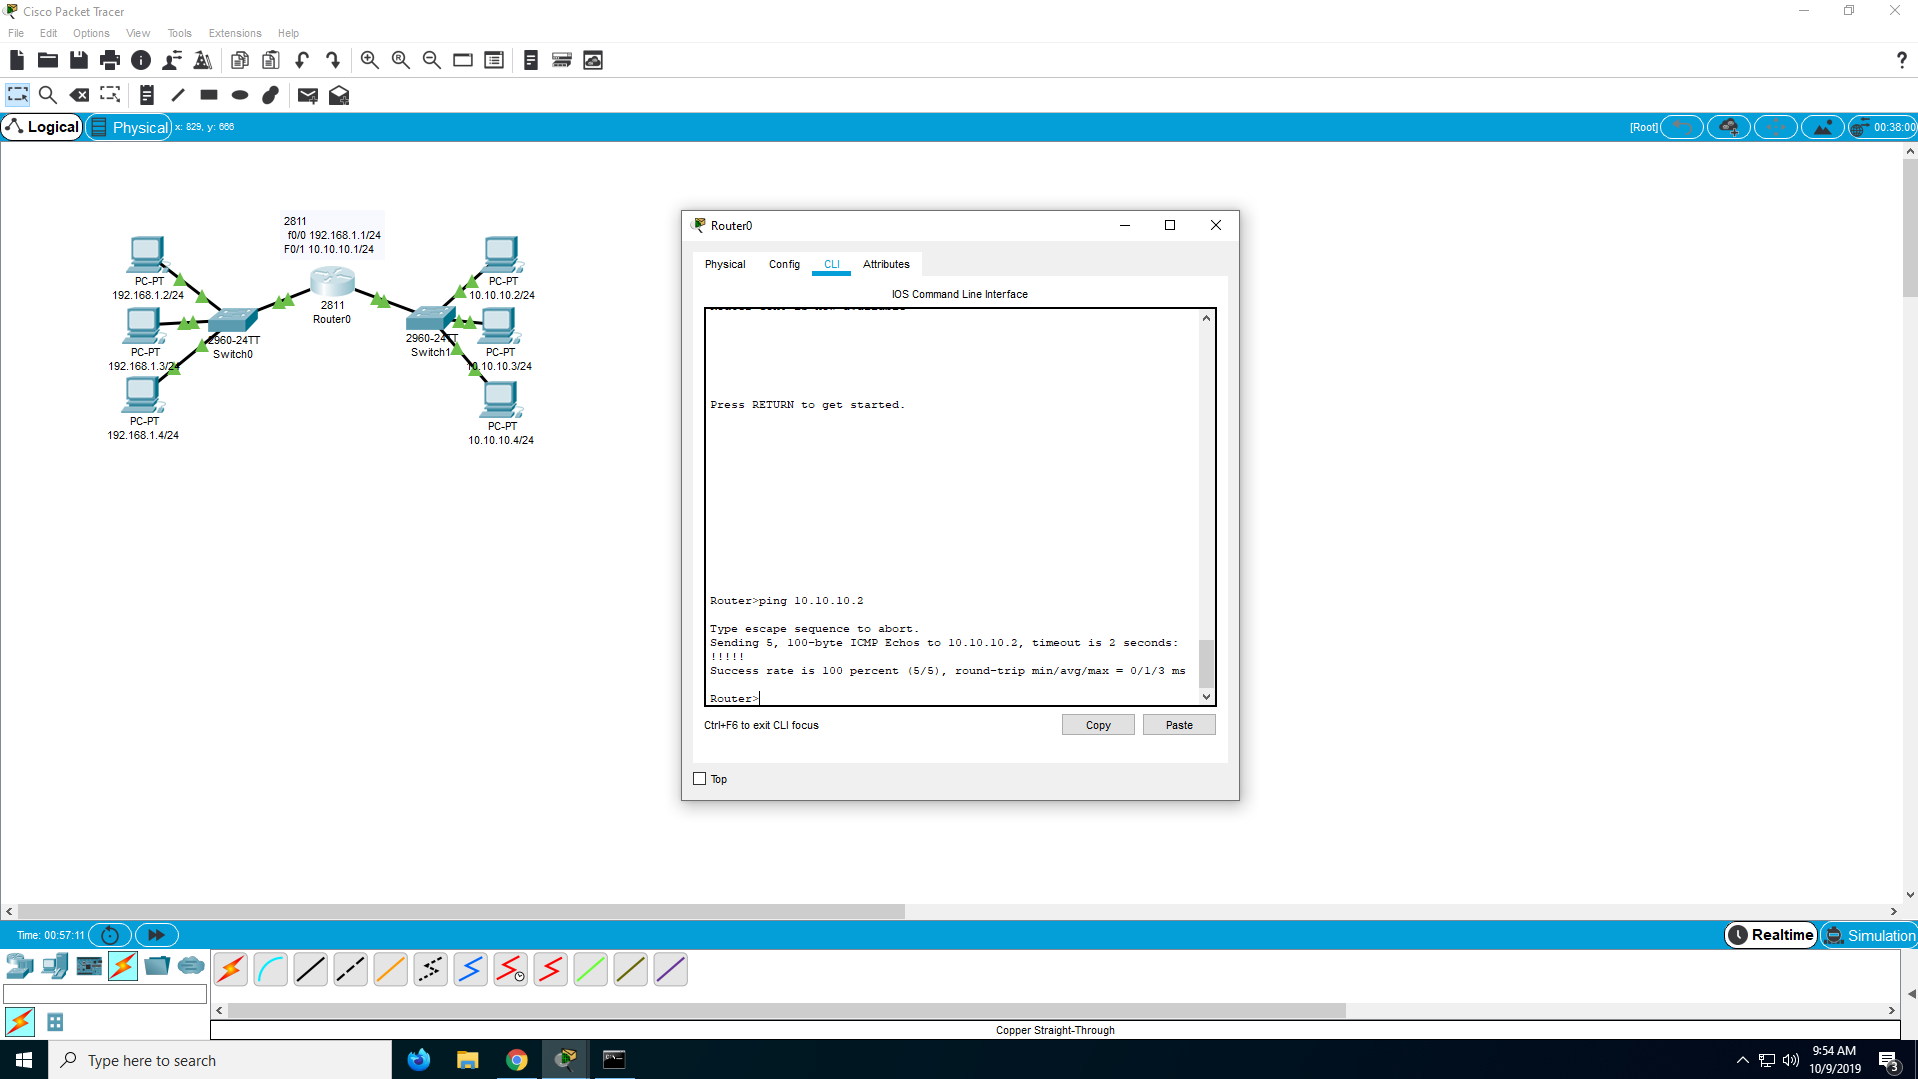 Cisco Packet Tracer
File Edit Options View Tools Extensions Help
?
Logical Physical x: 829, y: 666 [Root] 00:38:00
2811
f0/0 192.168.1.1/24
F0/1 10.10.10.1/24
PC-PT
192.168.1.2/24
PC-PT
192.168.1.3/24
PC-PT
192.168.1.4/24
2960-24TT
Switch0
2811
Router0
2960-24TT
Switch1
PC-PT
10.10.10.2/24
PC-PT
10.10.10.3/24
PC-PT
10.10.10.4/24
Router0
Physical Config CLI Attributes
IOS Command Line Interface
Press RETURN to get started.
Router>ping 10.10.10.2
Type escape sequence to abort.
Sending 5, 100-byte ICMP Echos to 10.10.10.2, timeout is 2 seconds:
!!!!!
Success rate is 100 percent (5/5), round-trip min/avg/max = 0/1/3 ms
Router>
Ctrl+F6 to exit CLI focus Copy Paste
Top
Time: 00:57:11 Realtime Simulation
Copper Straight-Through
Type here to search
9:54 AM
10/9/2019
3